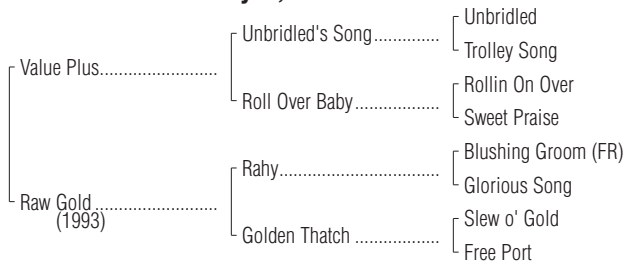 Unbridled
Unbridled's Song..............
Trolley Song
Value Plus.........................
Rollin On Over
Roll Over Baby ..................
Sweet Praise
Blushing Groom (FR)
Rahy..................................
Glorious Song
Raw Gold ..........................
(1993)
Slew o' Gold
Golden Thatch ..................
Free Port